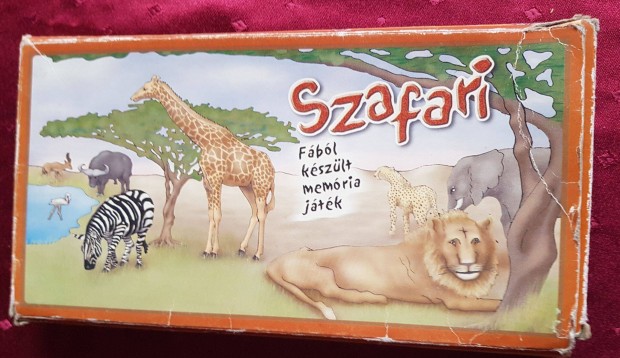 Szafari
Fából
készült
memória
játék